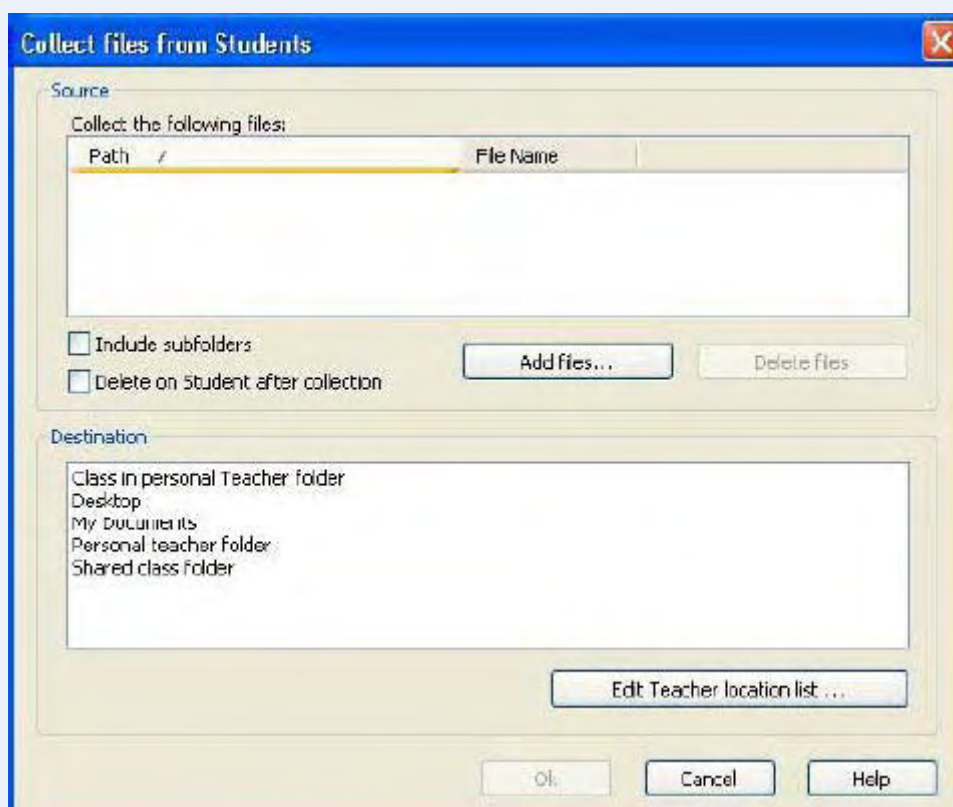 Collect files from Students
Source
Collect the following files:
Path / File Name
Include subfolders
Add files... Delete files
Delete on Student after collection
Destination
Class in personal Teacher folder
Desktop
My Documents
Personal teacher folder
Shared class folder
Edit Teacher location list ...
Ok Cancel Help